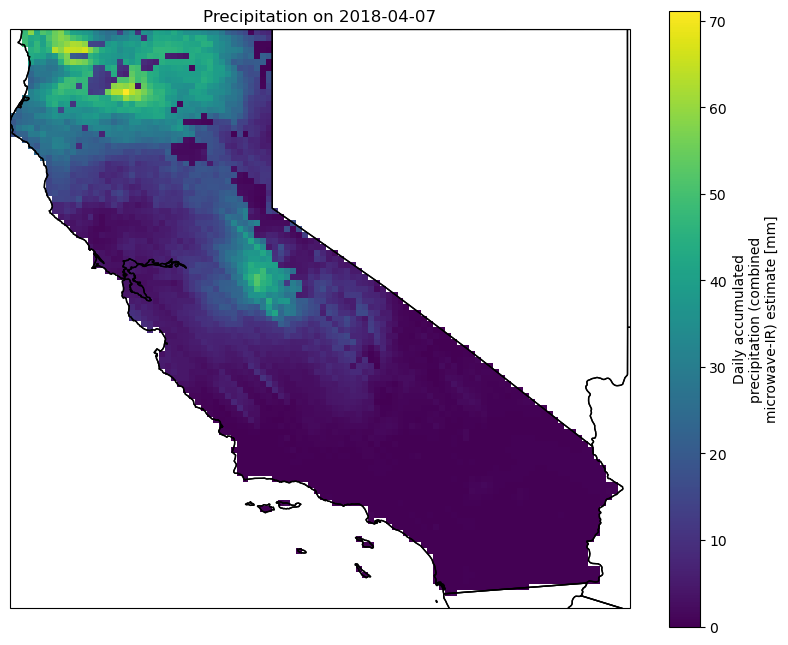 Precipitation on 2018-04-07
70
60
50
40
30
20
10
0
Daily accumulated
precipitation (combined
microwave-IR) estimate [mm]